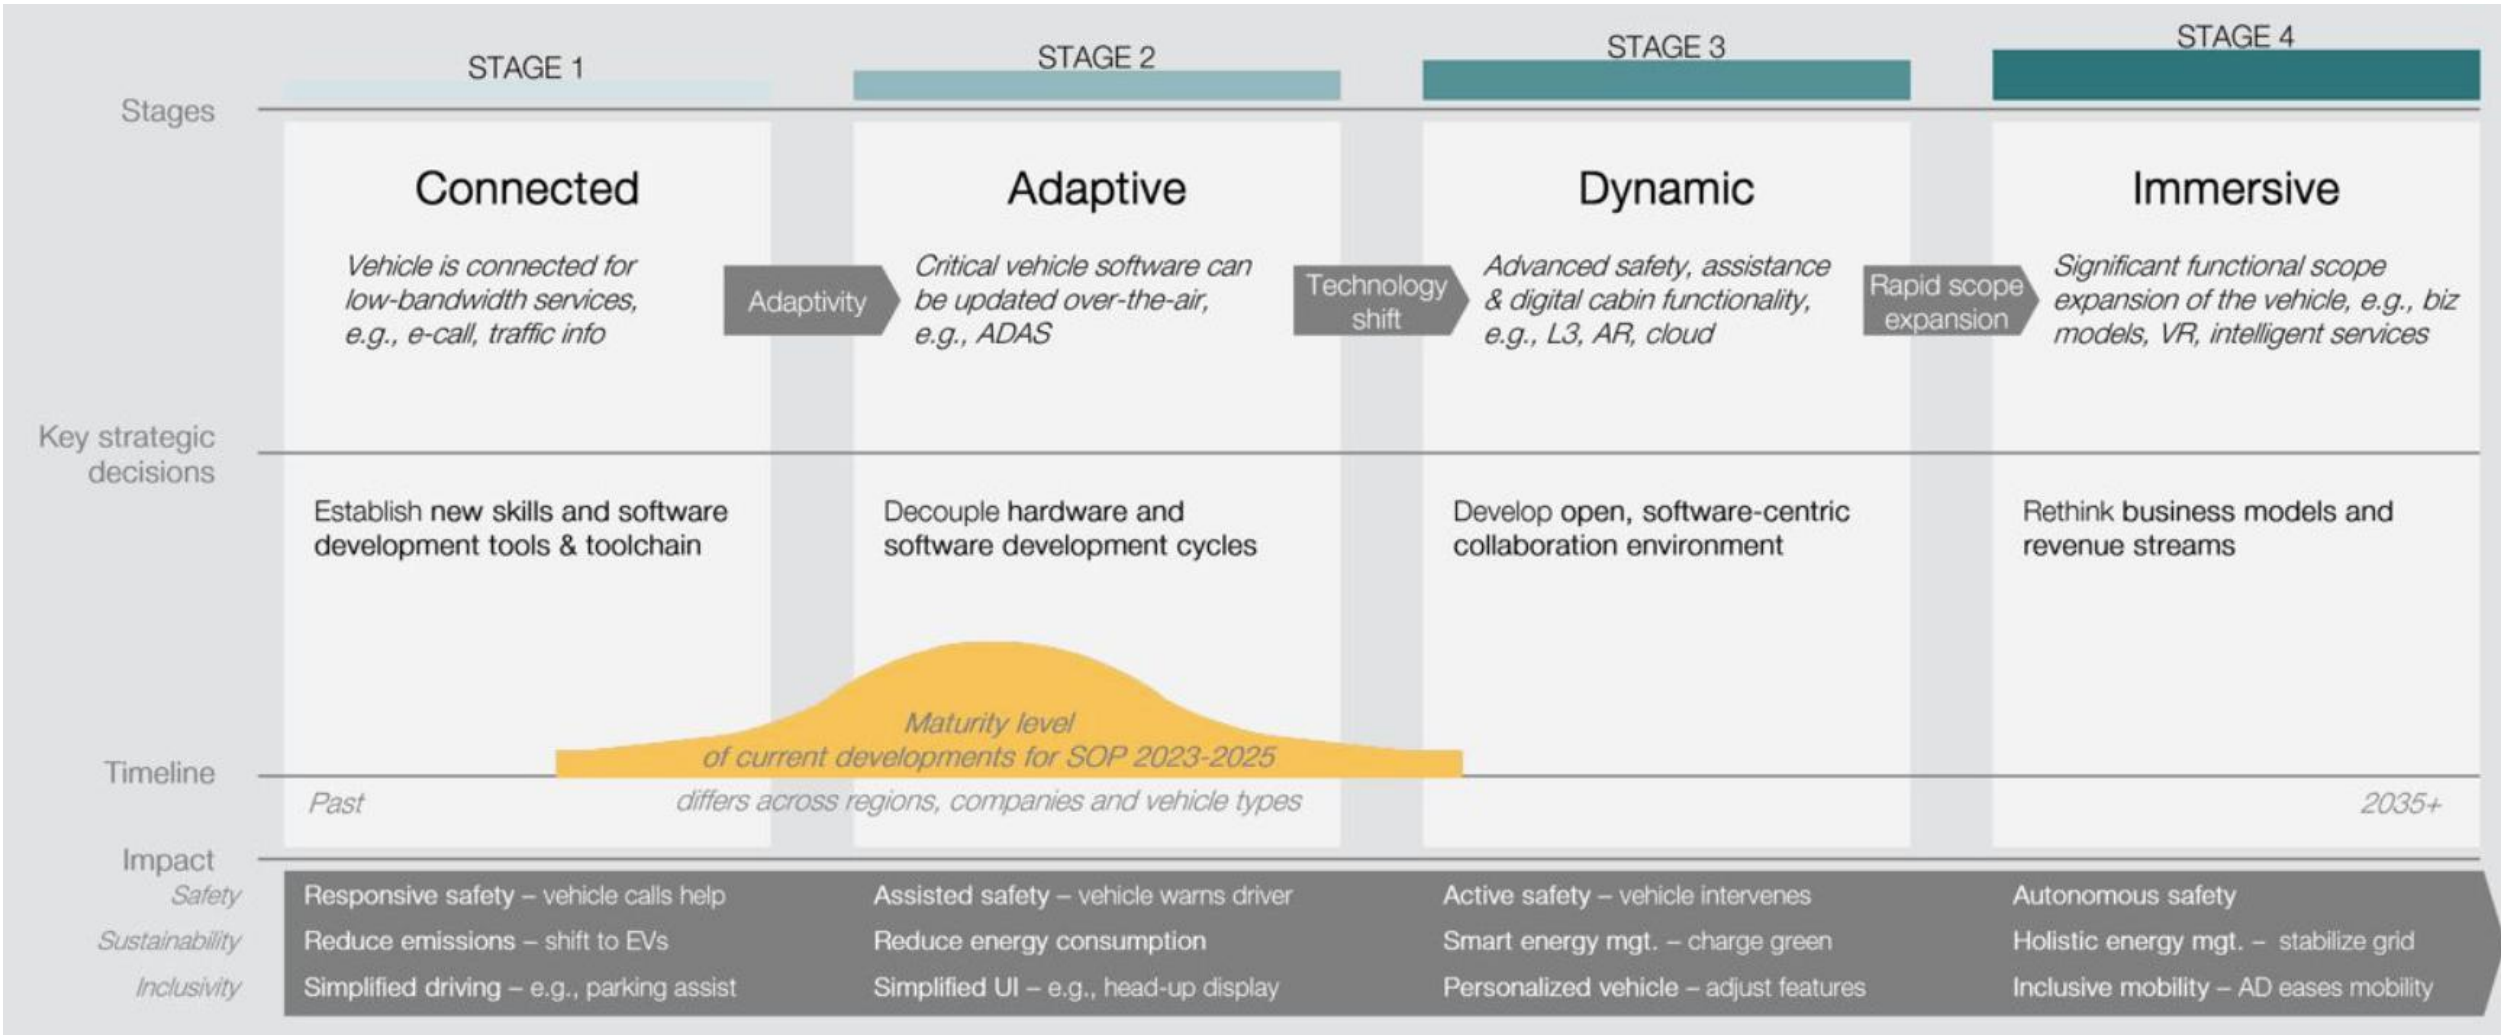 STAGE 1
STAGE 2
STAGE 3
STAGE 4
Stages
Connected
Vehicle is connected for
low-bandwidth services,
e.g., e-call, traffic info
Adaptivity
Adaptive
Critical vehicle software can
be updated over-the-air,
e.g., ADAS
Technology
shift
Dynamic
Advanced safety, assistance
& digital cabin functionality,
e.g., L3, AR, cloud
Rapid scope
expansion
Immersive
Significant functional scope
expansion of the vehicle, e.g., biz
models, VR, intelligent services
Key strategic
decisions
Establish new skills and software
development tools & toolchain
Decouple hardware and
software development cycles
Develop open, software-centric
collaboration environment
Rethink business models and
revenue streams
Maturity level
of current developments for SOP 2023-2025
Timeline
Past
differs across regions, companies and vehicle types
2035+
Impact
Safety
Responsive safety – vehicle calls help
Assisted safety – vehicle warns driver
Active safety – vehicle intervenes
Autonomous safety
Sustainability
Reduce emissions – shift to EVs
Reduce energy consumption
Smart energy mgt. – charge green
Holistic energy mgt. – stabilize grid
Inclusivity
Simplified driving – e.g., parking assist
Simplified UI – e.g., head-up display
Personalized vehicle – adjust features
Inclusive mobility – AD eases mobility